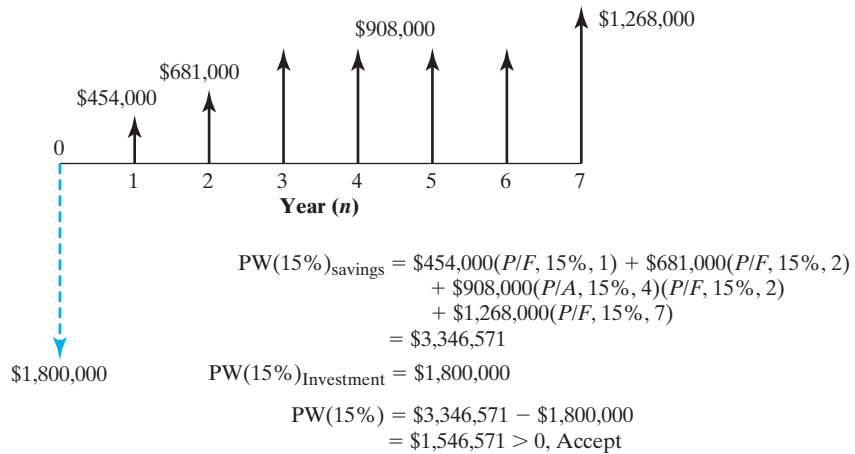 $1,268,000
$908,000
$681,000
$454,000
0
1 2 3 4 5 6 7
Year (n)
PW(15%)savings = $454,000(P/F, 15%, 1) + $681,000(P/F, 15%, 2)
+ $908,000(P/A, 15%, 4)(P/F, 15%, 2)
+ $1,268,000(P/F, 15%, 7)
= $3,346,571
$1,800,000
PW(15%)Investment = $1,800,000
PW(15%) = $3,346,571 − $1,800,000
= $1,546,571 > 0, Accept